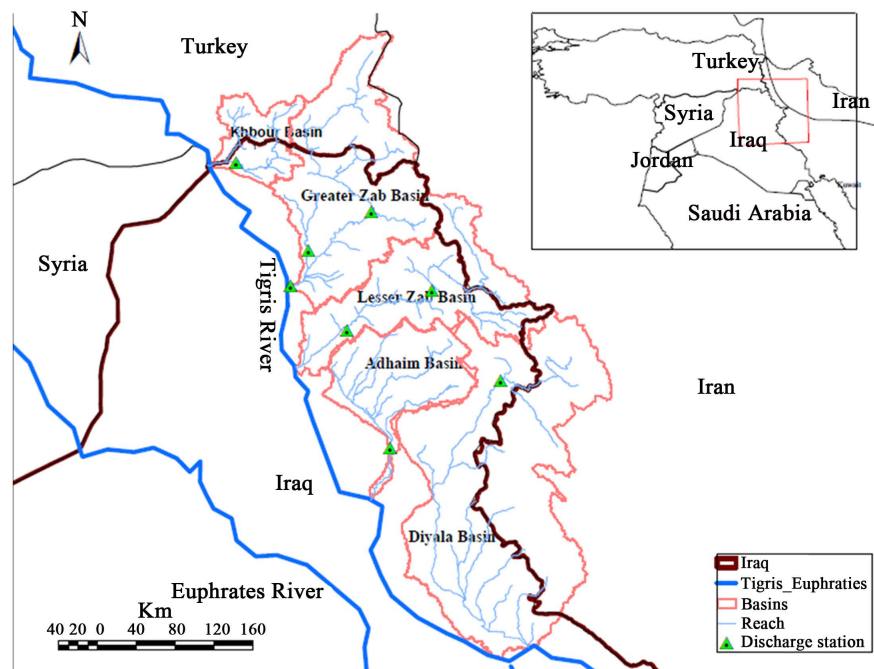 N
Turkey
Khbour Basin
Greater Zab Basin
Syria
Tigris River
Lesser Zab Basin
Adhaim Basin
Iran
Iraq
Diyala Basin
Euphrates River
Km
40 20 0 40 80 120 160
Turkey
Iran
Syria
Iraq
Jordan
Kuwait
Saudi Arabia
Iraq
Tigris_Euphraties
Basins
Reach
Discharge station